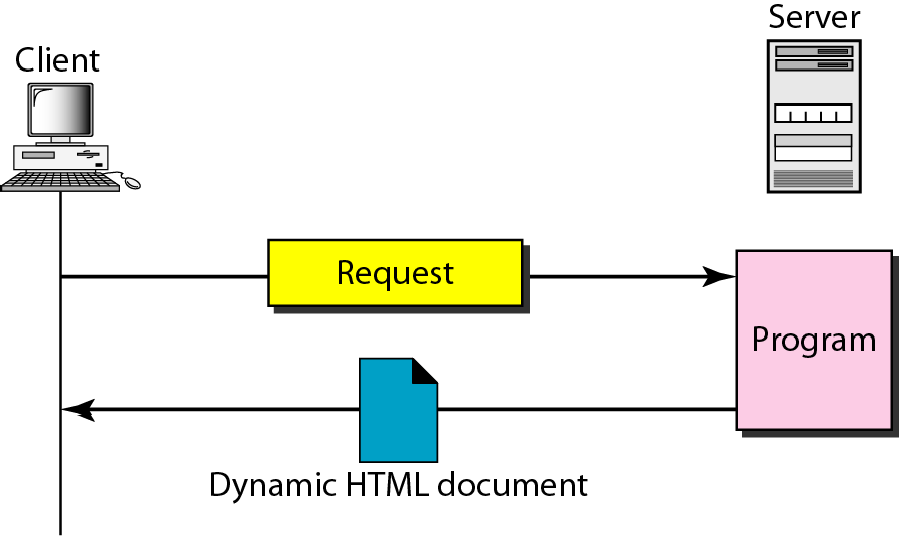 Server
Client
Request
Program
Dynamic HTML document